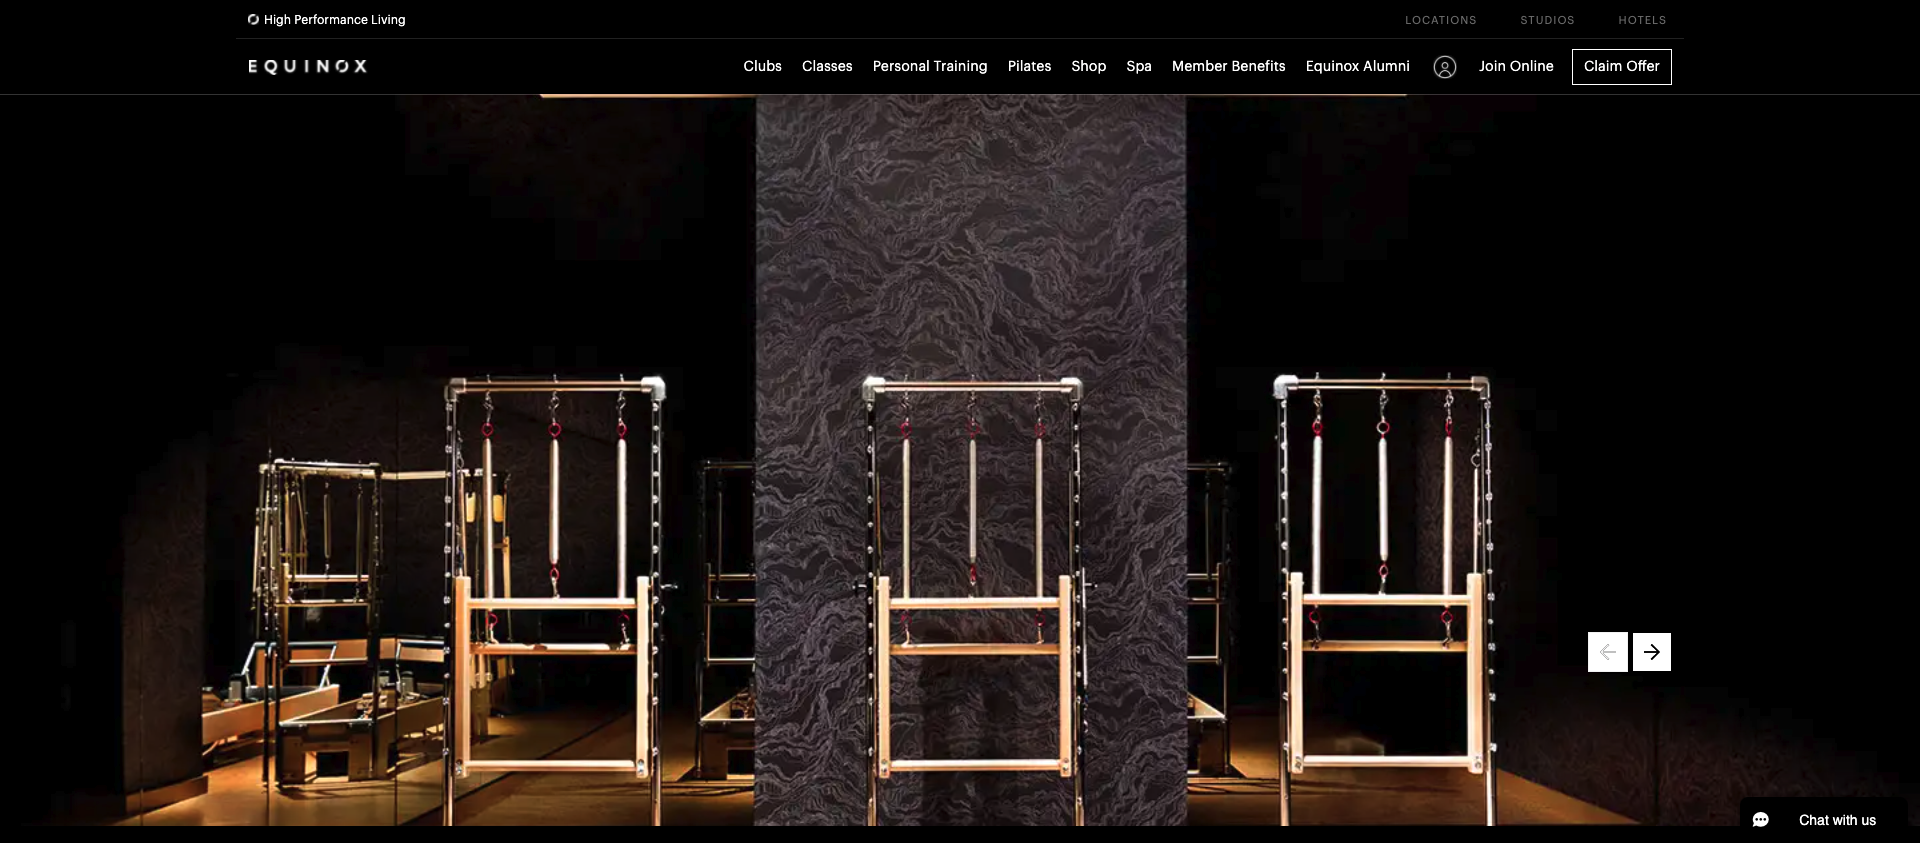 High Performance Living
LOCATIONS STUDIOS HOTELS
EQUINOX
Clubs Classes Personal Training Pilates Shop Spa Member Benefits Equinox Alumni Join Online Claim Offer
Chat with us